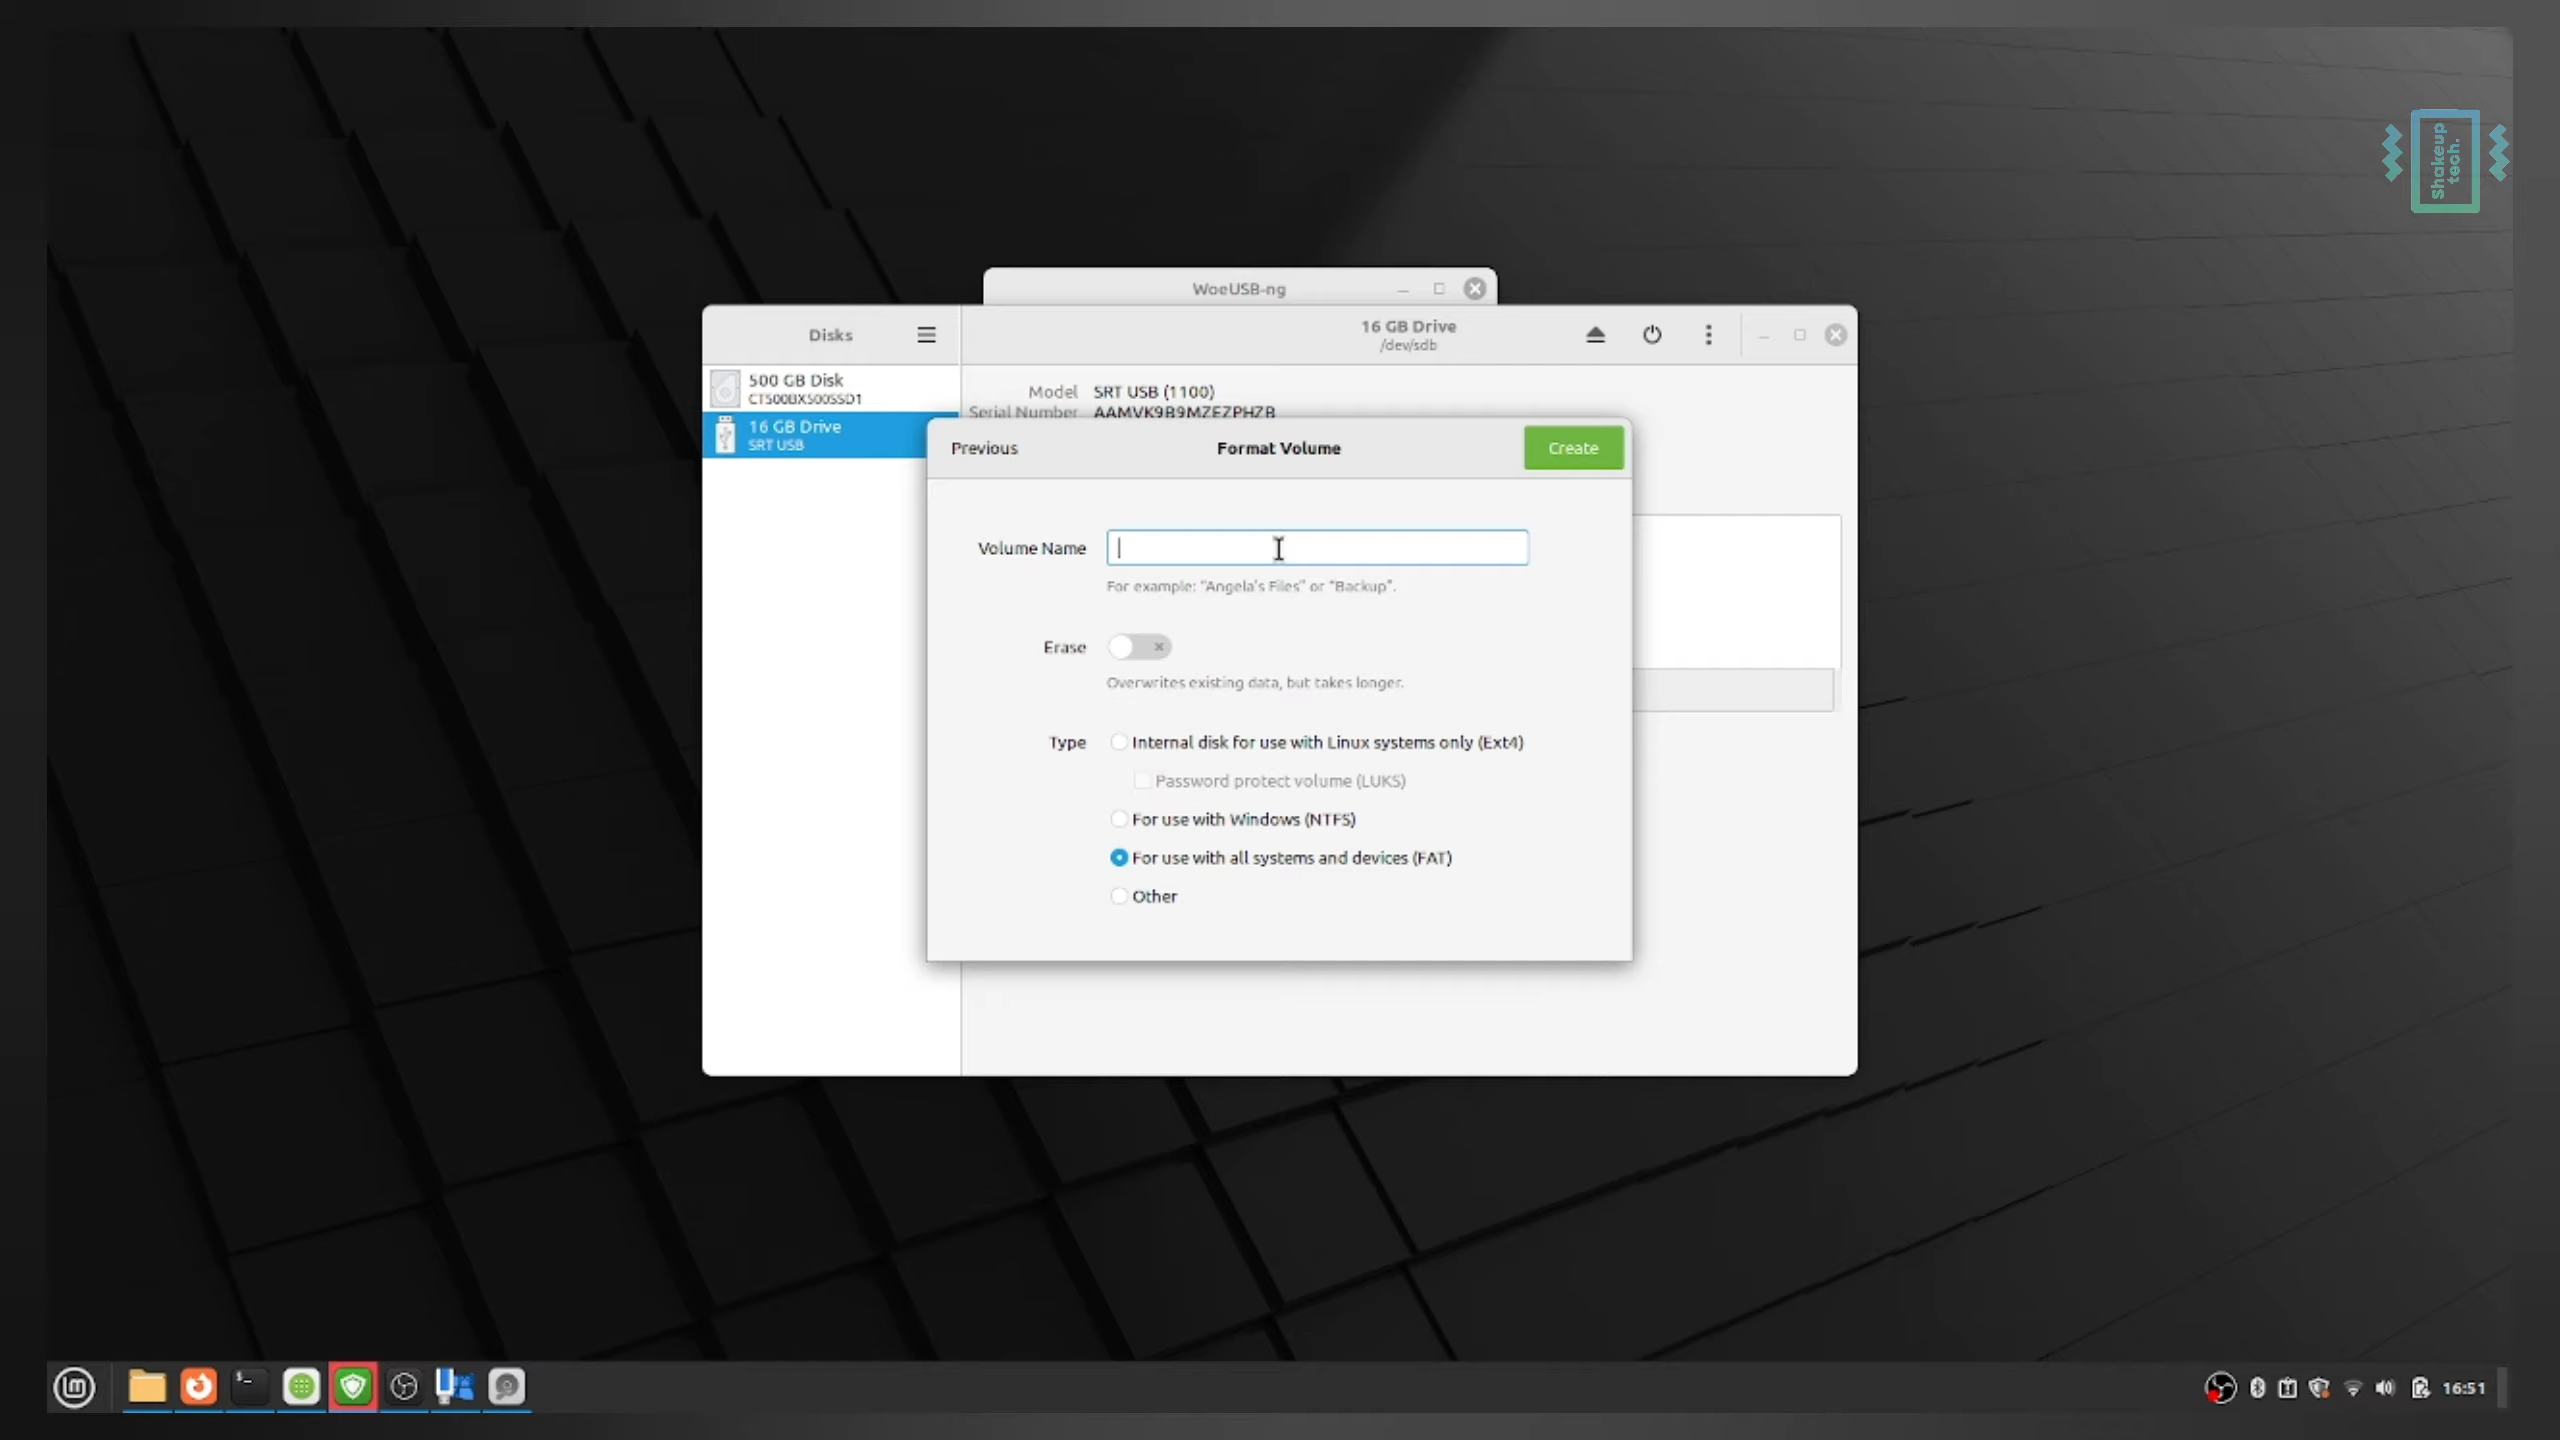 shakeup
tech.
WoeUSB-ng
Disks
16 GB Drive
/dev/sdb
500 GB Disk
CT500BX500SSD1
16 GB Drive
SRT USB
Model SRT USB (1100)
Serial Number AAMVK9B9MZEZPHZB
Previous
Format Volume
Create
Volume Name
For example: "Angela's Files" or "Backup".
Erase
Overwrites existing data, but takes longer.
Type
Internal disk for use with Linux systems only (Ext4)
Password protect volume (LUKS)
For use with Windows (NTFS)
For use with all systems and devices (FAT)
Other
16:51